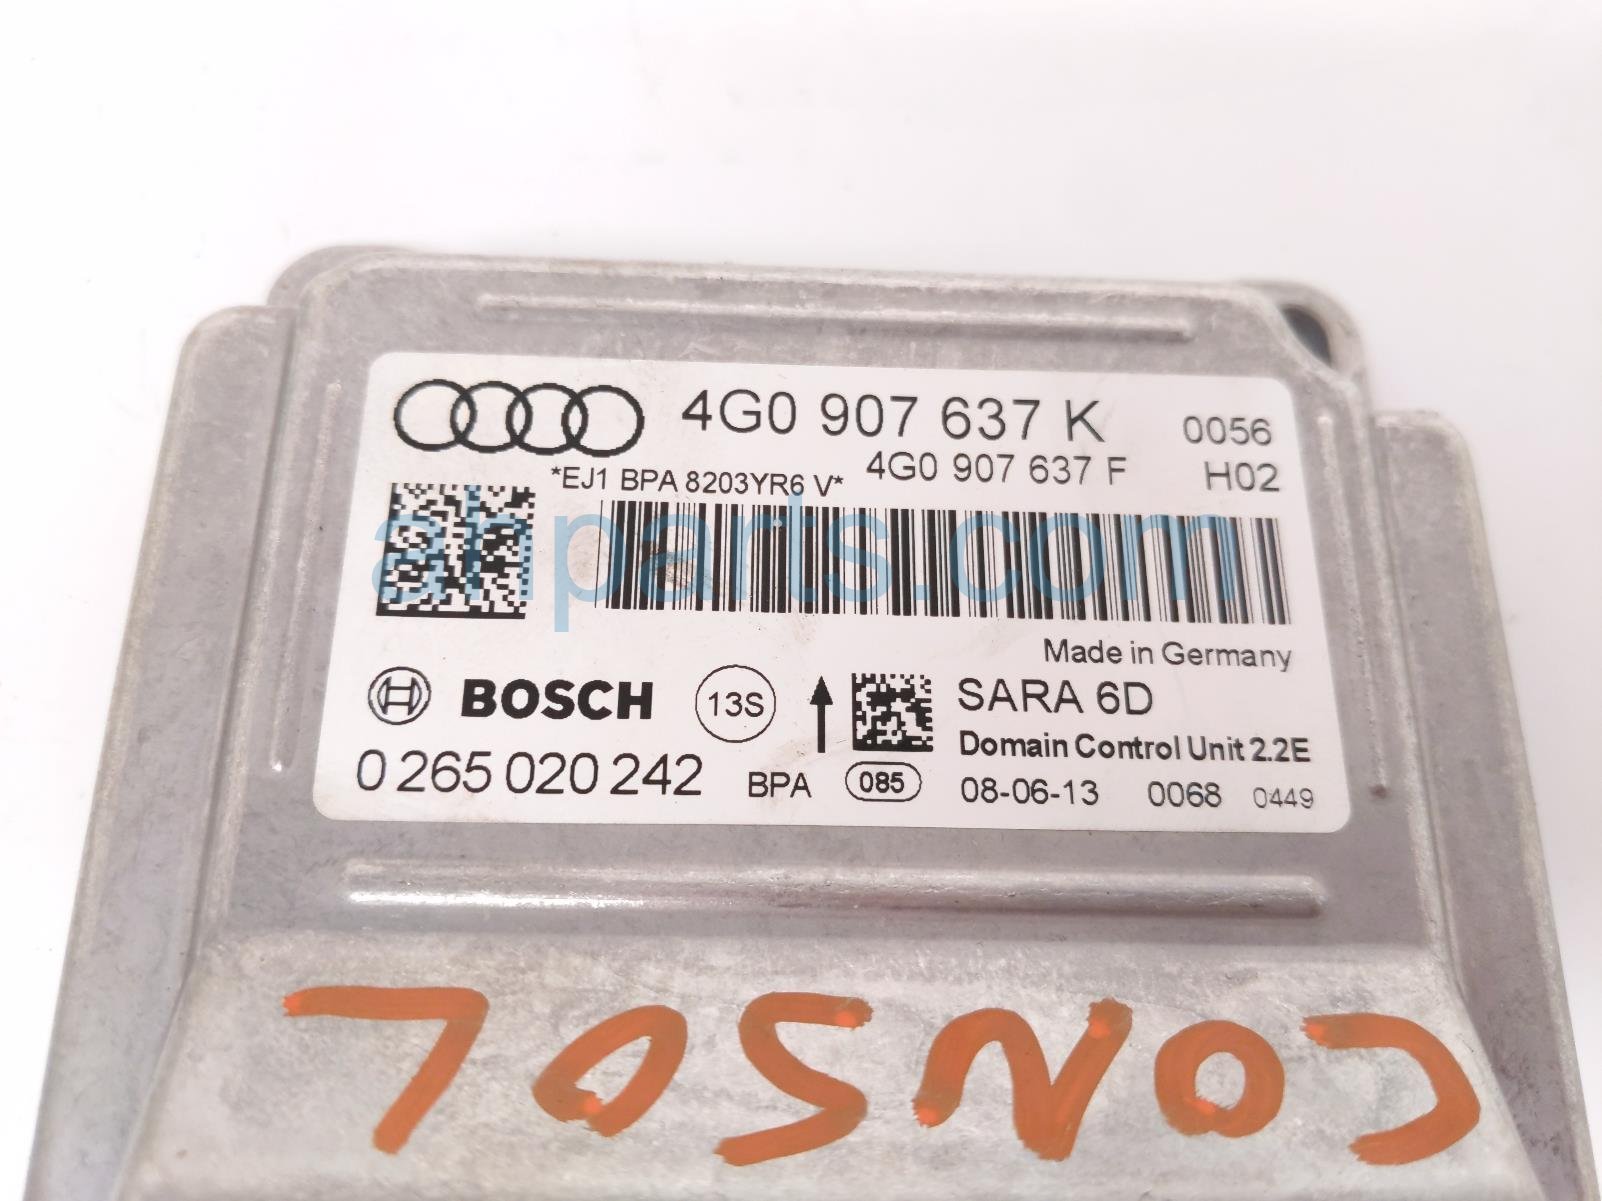 4G0 907 637 K 0056
*EJ1 BPA 8203YR6 V* 4G0 907 637 F H02
ahparts.com
Made in Germany
BOSCH 13S SARA 6D
Domain Control Unit 2.2E
0 265 020 242 BPA 085 08-06-13 0068 0449
CONSOL